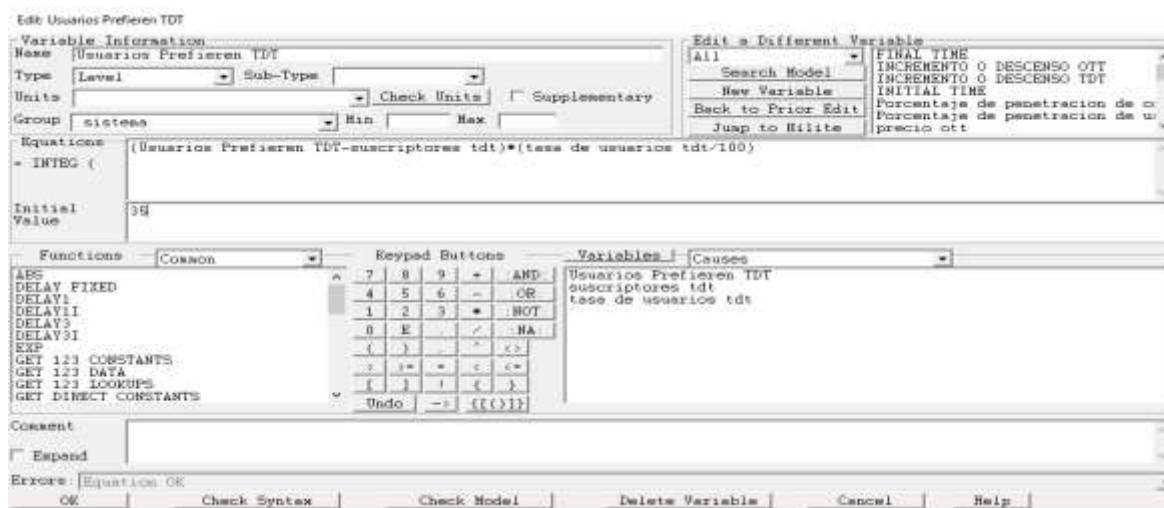 Edit: Usuarios Prefieren TDT
Variable Information
Name Usuarios Prefieren TDT
Type Level Sub-Type
Units Check Units Supplementary
Group sistema Min Max
Edit a Different Variable
All
Search Model
New Variable
Back to Prior Edit
Jump to Hilite
FINAL TIME
INCREMENTO O DESCENSO OTT
INCREMENTO O DESCENSO TDT
INITIAL TIME
Porcentaje de penetracion de
Porcentaje de penetracion de
precio ott
Equations
= INTEG (
(Usuarios Prefieren TDT-suscriptores tdt)*(tasa de usuarios tdt/100)
Initial
Value
Functions Common
ABS
DELAY FIXED
DELAY1
DELAY1I
DELAY3
DELAY3I
EXP
GET 123 CONSTANTS
GET 123 DATA
GET 123 LOOKUPS
GET DIRECT CONSTANTS
Keypad Buttons
7 8 9 + :AND:
4 5 6 - :OR:
1 2 3 * :NOT:
0 E . / :NA:
( ) , ^ <>
> >= = < <=
[ ] ! { }
Undo -> {[()]}
Variables Causes
Usuarios Prefieren TDT
suscriptores tdt
tasa de usuarios tdt
Comment
Expand
Errors: Equation OK
OK Check Syntax Check Model Delete Variable Cancel Help